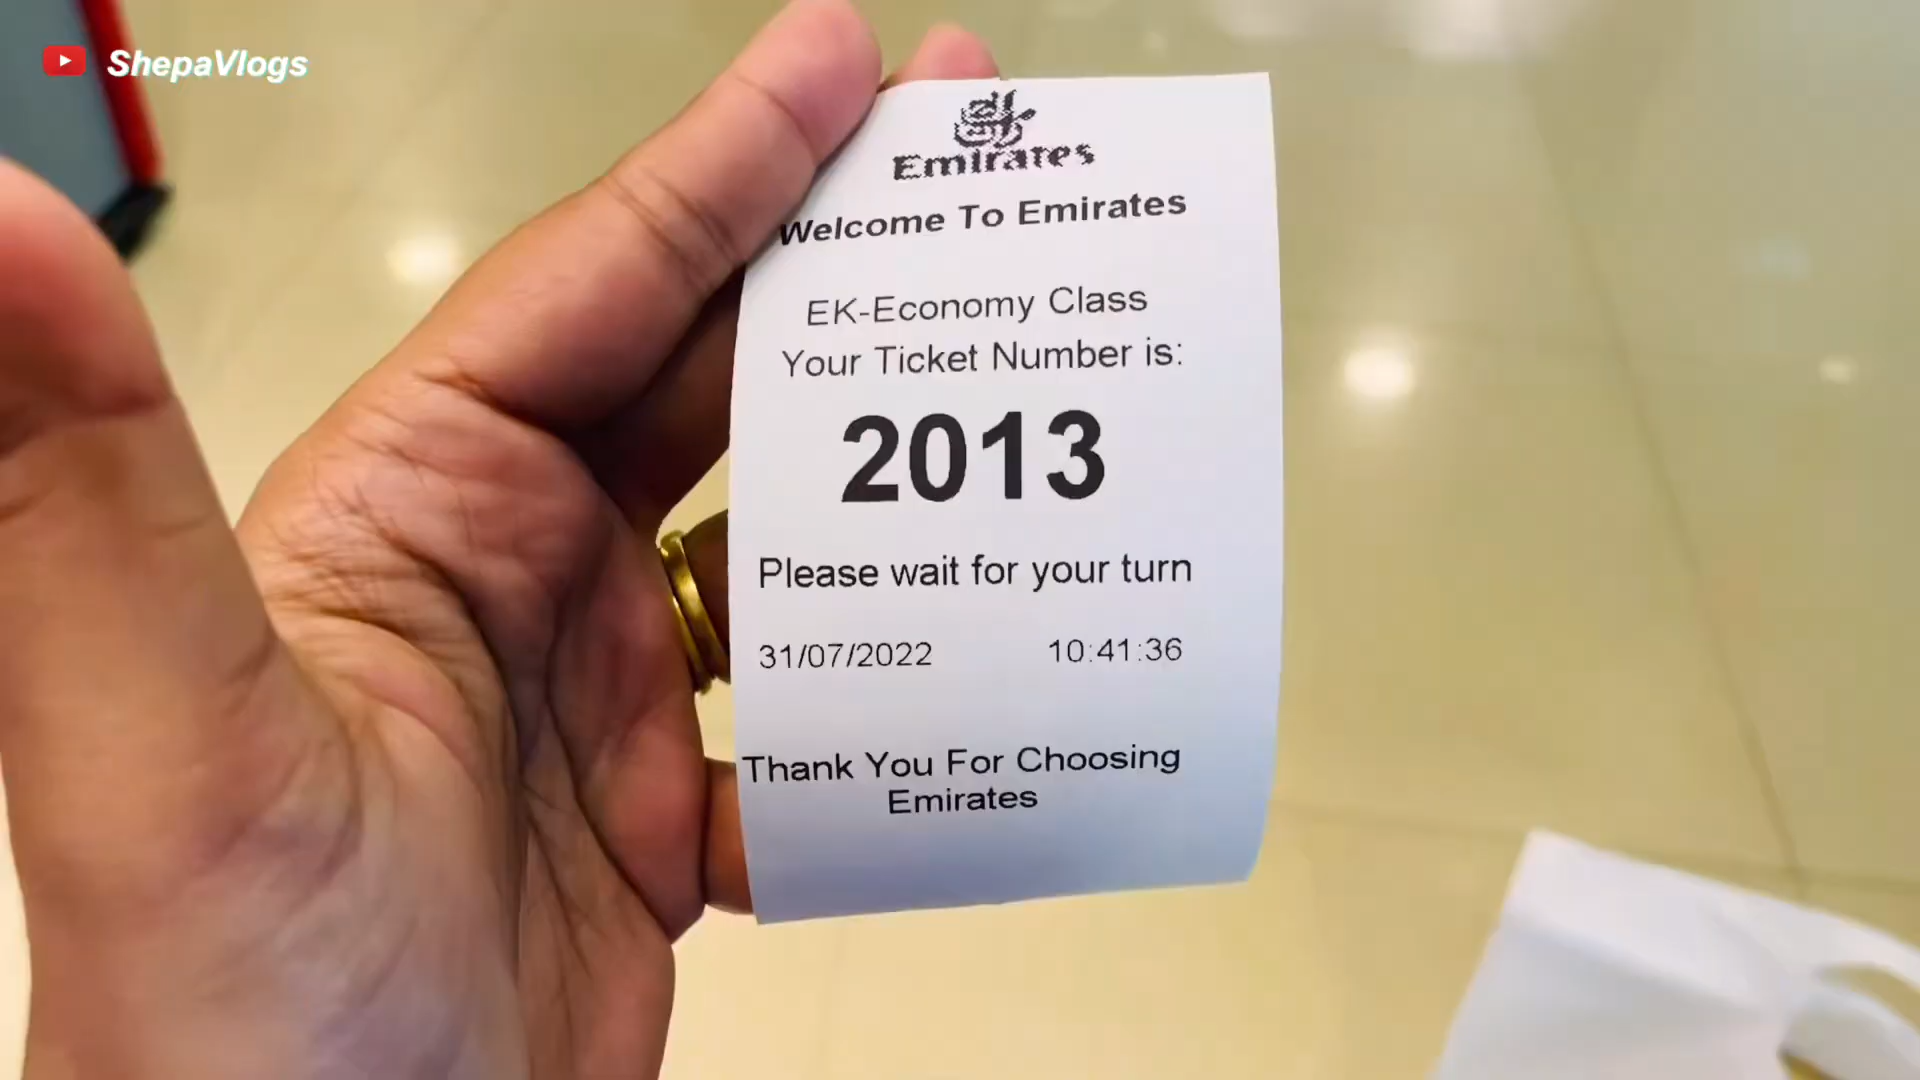 ShepaVlogs
Emirates
Welcome To Emirates
EK-Economy Class
Your Ticket Number is:
2013
Please wait for your turn
31/07/2022 10:41:36
Thank You For Choosing
Emirates